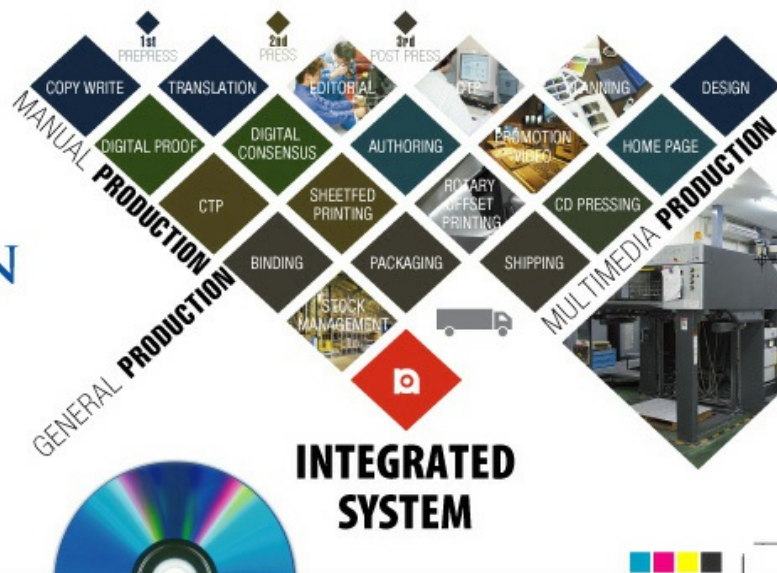 1st
PREPRESS
2nd
PRESS
3rd
POST PRESS
COPY WRITE
TRANSLATION
EDITORIAL
DTP
PLANNING
DESIGN
DIGITAL PROOF
DIGITAL
CONSENSUS
AUTHORING
PROMOTION
VIDEO
HOME PAGE
CTP
SHEETFED
PRINTING
ROTARY
OFFSET
PRINTING
CD PRESSING
BINDING
PACKAGING
SHIPPING
STOCK
MANAGEMENT
MANUAL PRODUCTION
GENERAL PRODUCTION
MULTIMEDIA PRODUCTION
N
INTEGRATED
SYSTEM